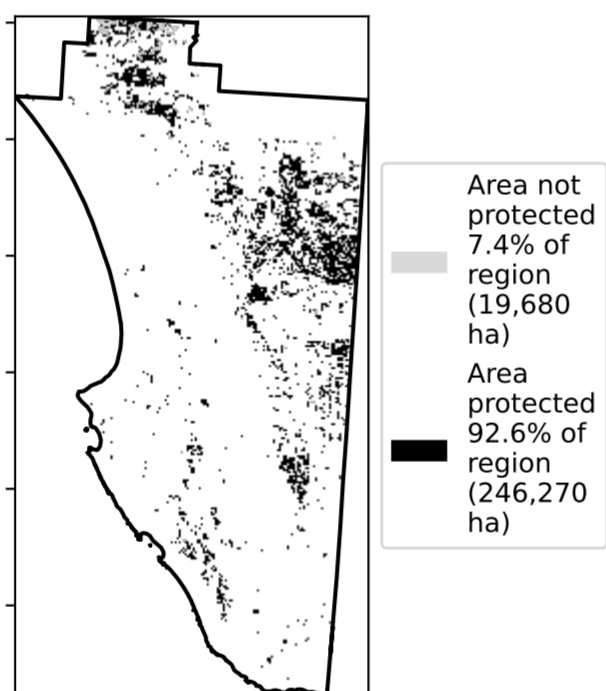 Area not
protected
7.4% of
region
(19,680
ha)
Area
protected
92.6% of
region
(246,270
ha)